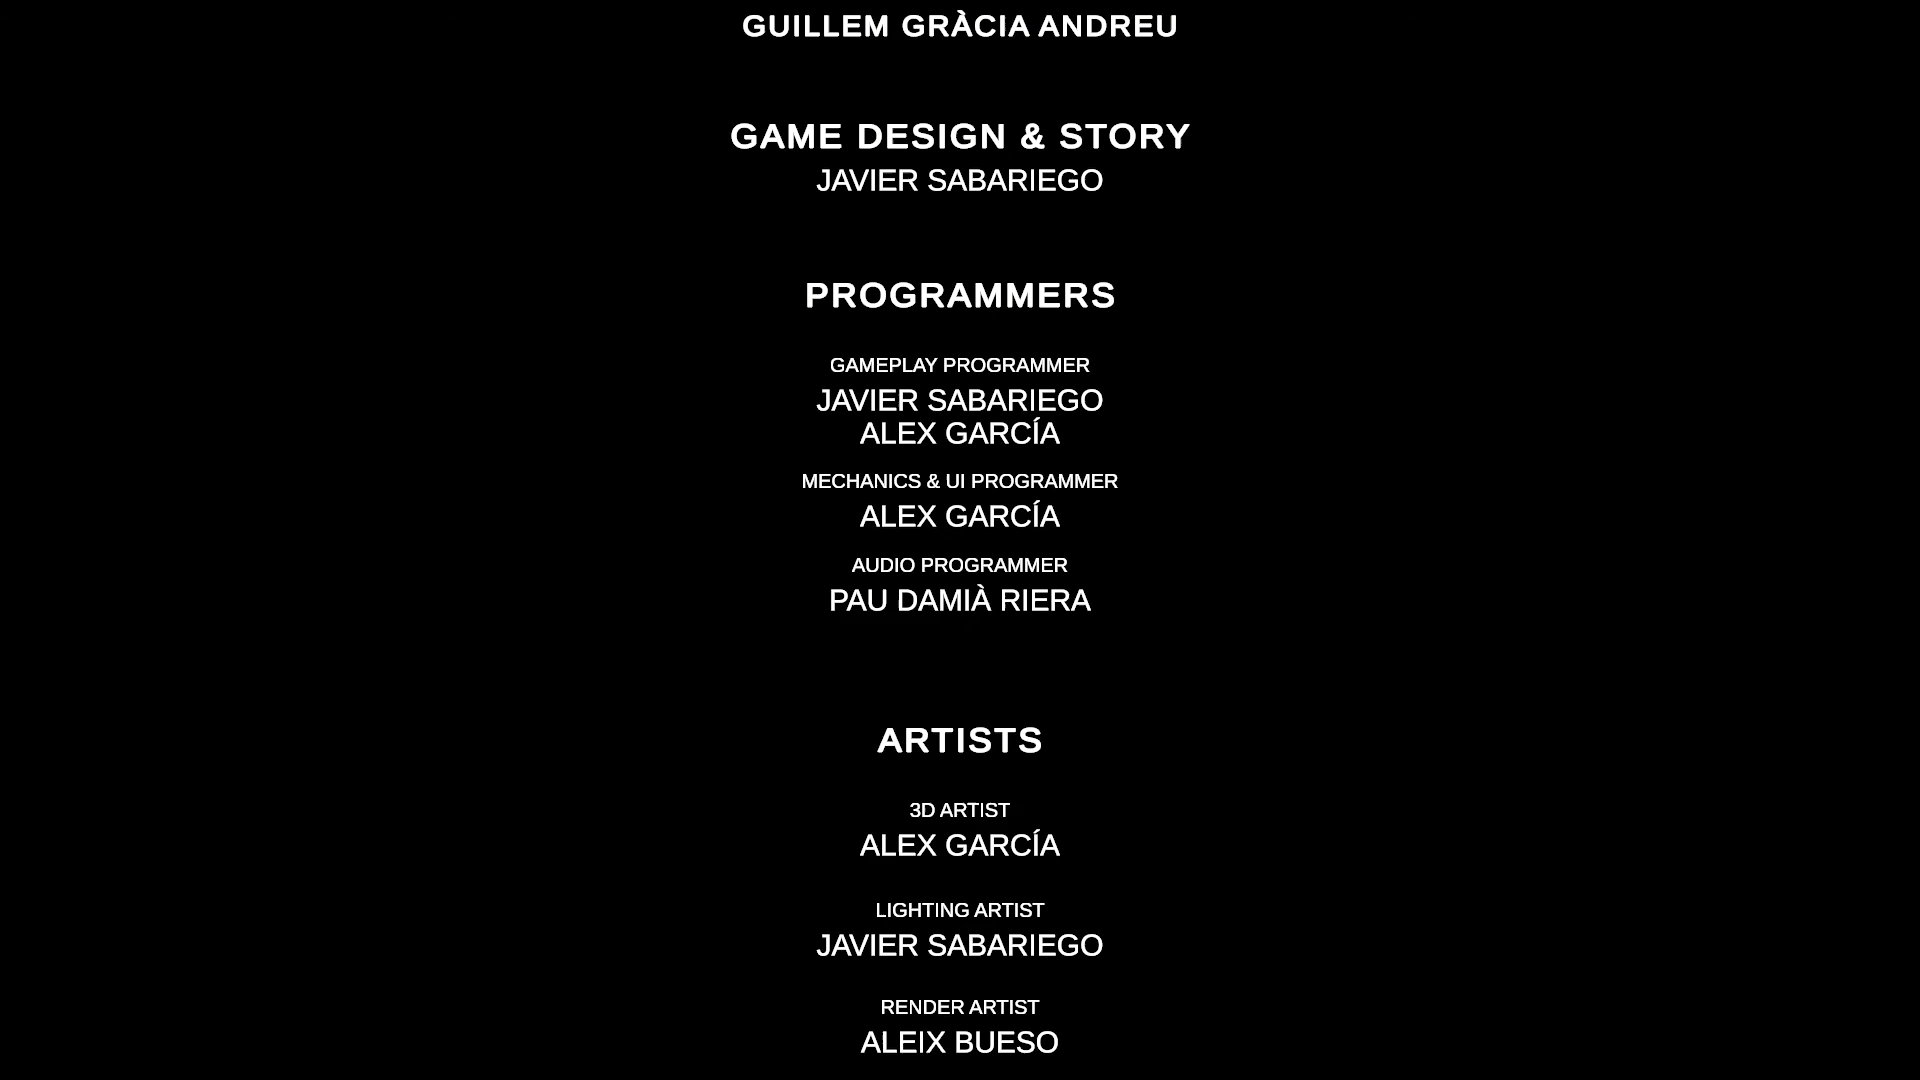 GUILLEM GRÀCIA ANDREU
GAME DESIGN & STORY
JAVIER SABARIEGO
PROGRAMMERS
GAMEPLAY PROGRAMMER
JAVIER SABARIEGO
ALEX GARCÍA
MECHANICS & UI PROGRAMMER
ALEX GARCÍA
AUDIO PROGRAMMER
PAU DAMIÀ RIERA
ARTISTS
3D ARTIST
ALEX GARCÍA
LIGHTING ARTIST
JAVIER SABARIEGO
RENDER ARTIST
ALEIX BUESO